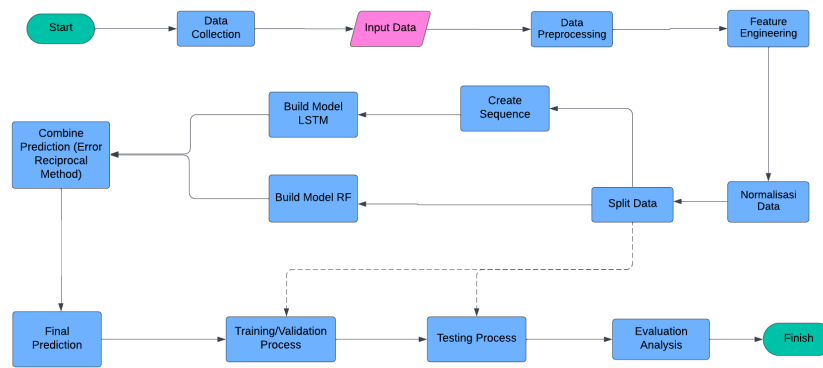 Start
Data
Collection
Input Data
Data
Preprocessing
Feature
Engineering
Build Model
LSTM
Create
Sequence
Combine
Prediction (Error
Reciprocal
Method)
Build Model RF
Split Data
Normalisasi
Data
Final
Prediction
Training/Validation
Process
Testing Process
Evaluation
Analysis
Finish